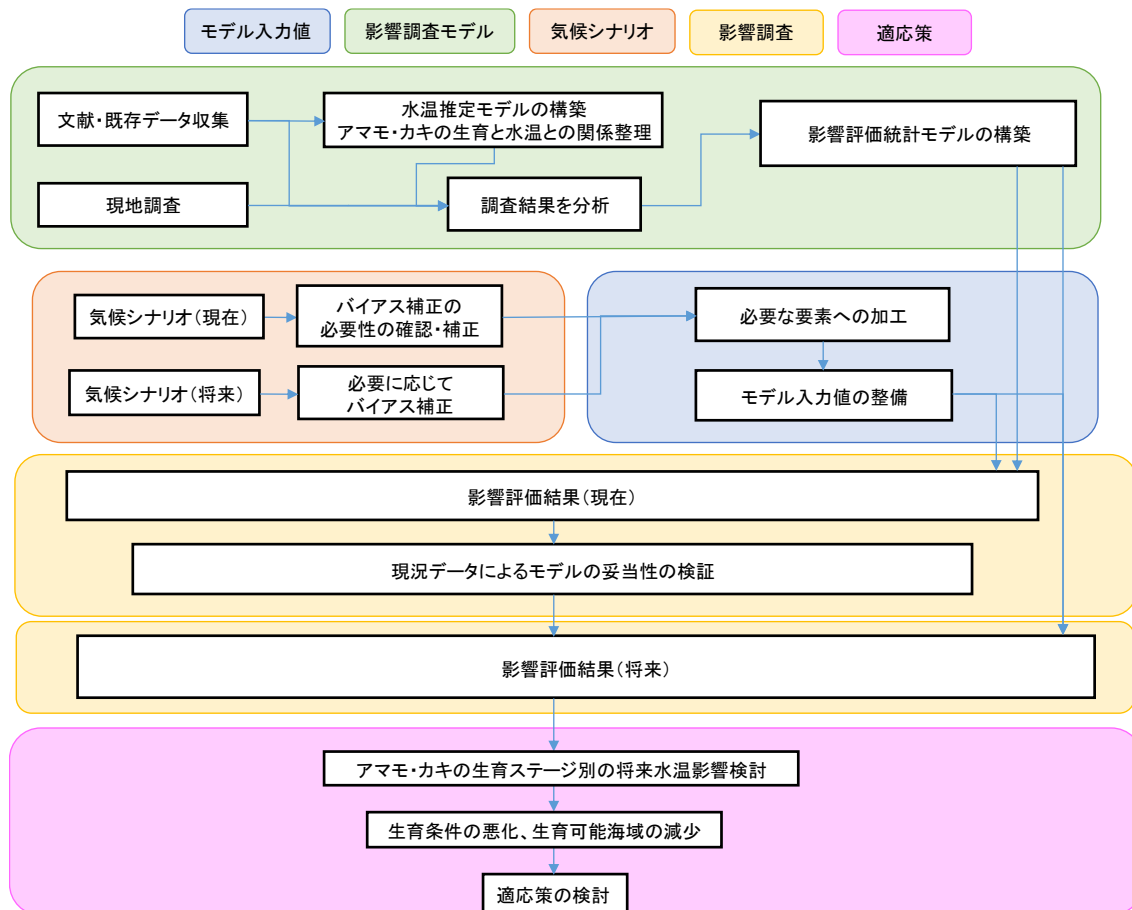 モデル入力値
影響調査モデル
気候シナリオ
影響調査
適応策
文献・既存データ収集
水温推定モデルの構築
アマモ・カキの生育と水温との関係整理
影響評価統計モデルの構築
現地調査
調査結果を分析
気候シナリオ(現在)
バイアス補正の
必要性の確認・補正
必要な要素への加工
気候シナリオ(将来)
必要に応じて
バイアス補正
モデル入力値の整備
影響評価結果(現在)
現況データによるモデルの妥当性の検証
影響評価結果(将来)
アマモ・カキの生育ステージ別の将来水温影響検討
生育条件の悪化、生育可能海域の減少
適応策の検討